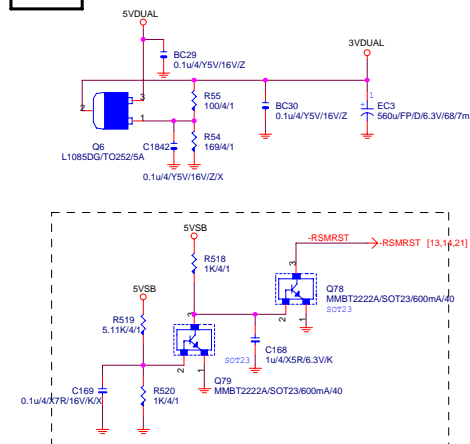 5VDUAL
3VDUAL
BC29
0.1u/4/Y5V/16V/Z
3
2
1
R55
100/4/1
BC30
0.1u/4/Y5V/16V/Z
1
+
EC3
560u/FP/D/6.3V/68/7m
Q6
L1085DG/TO252/5A
C1842
R54
169/4/1
0.1u/4/Y5V/16V/Z/X
5VSB
-RSMRST
-RSMRST [13,14,21]
R518
1K/4/1
3
Q78
MMBT2222A/SOT23/600mA/40
SOT23
2
1
5VSB
R519
5.11K/4/1
3
SOT23
C168
1u/4/X5R/6.3V/K
2
1
Q79
MMBT2222A/SOT23/600mA/40
C169
0.1u/4/X7R/16V/K/X
R520
1K/4/1